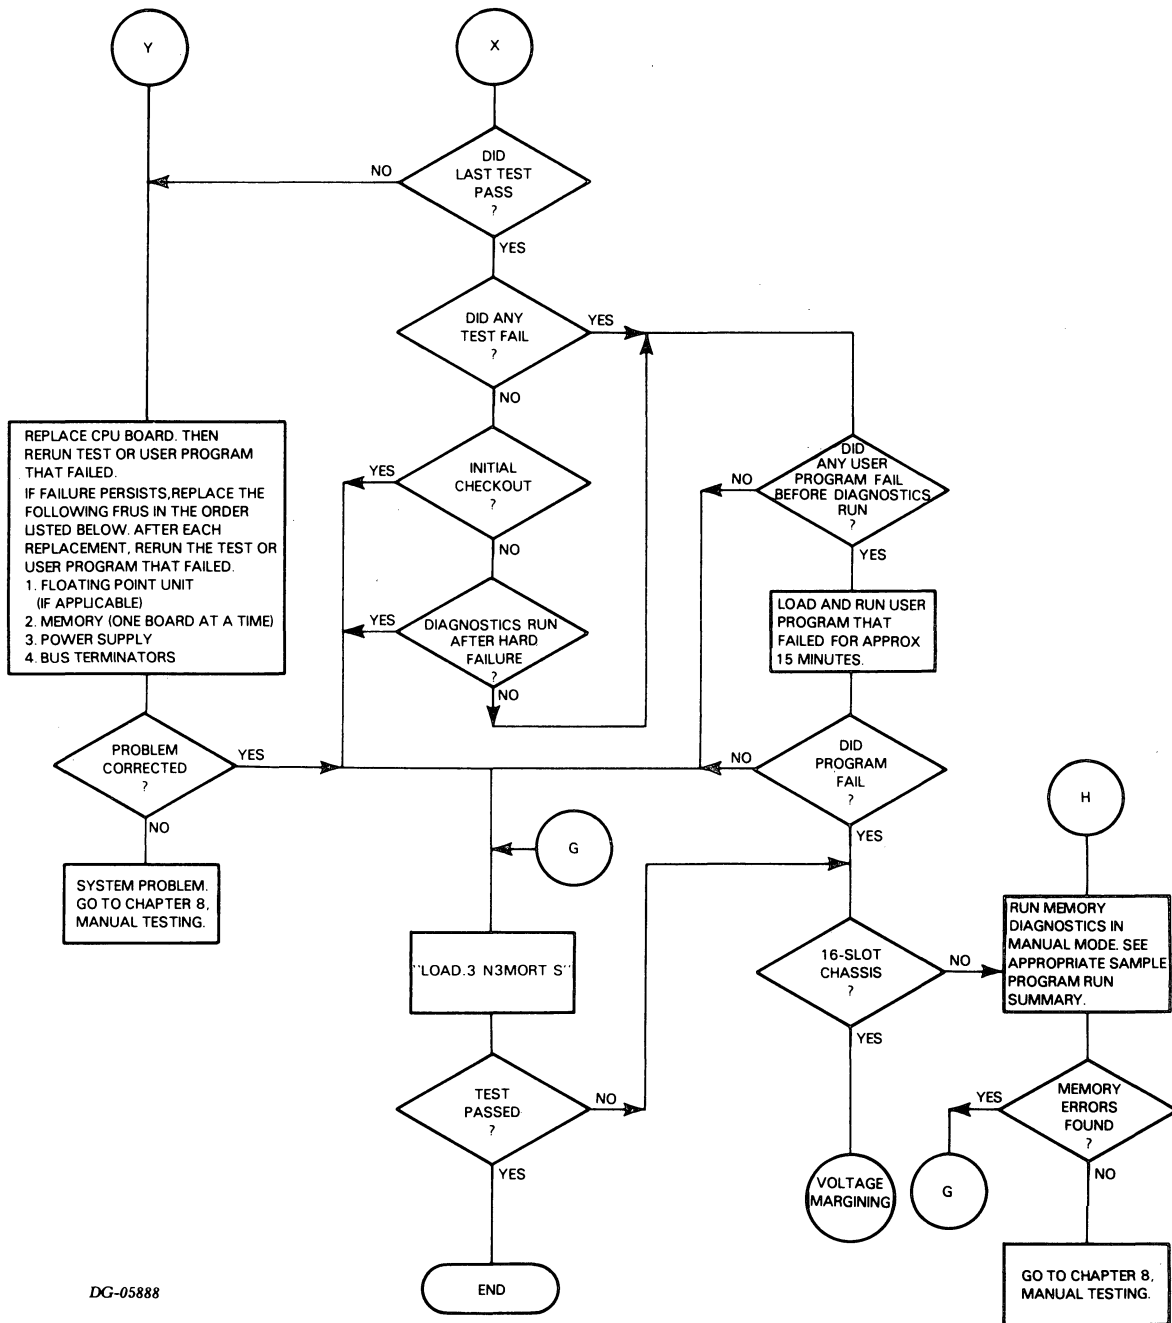 Y
X
DID
LAST TEST
PASS
?
NO
YES
DID ANY
TEST FAIL
?
YES
NO
REPLACE CPU BOARD. THEN
RERUN TEST OR USER PROGRAM
THAT FAILED.
IF FAILURE PERSISTS,REPLACE THE
FOLLOWING FRUS IN THE ORDER
LISTED BELOW. AFTER EACH
REPLACEMENT, RERUN THE TEST OR
USER PROGRAM THAT FAILED.
1. FLOATING POINT UNIT
(IF APPLICABLE)
2. MEMORY (ONE BOARD AT A TIME)
3. POWER SUPPLY
4. BUS TERMINATORS
YES
INITIAL
CHECKOUT
?
NO
NO
DID
ANY USER
PROGRAM FAIL
BEFORE DIAGNOSTICS
RUN
?
YES
YES
DIAGNOSTICS RUN
AFTER HARD
FAILURE
?
NO
LOAD AND RUN USER
PROGRAM THAT
FAILED FOR APPROX
15 MINUTES.
PROBLEM
CORRECTED
?
YES
NO
NO
DID
PROGRAM
FAIL
?
YES
H
G
SYSTEM PROBLEM.
GO TO CHAPTER 8,
MANUAL TESTING.
"LOAD.3 N3MORT S"
16-SLOT
CHASSIS
?
NO
YES
RUN MEMORY
DIAGNOSTICS IN
MANUAL MODE. SEE
APPROPRIATE SAMPLE
PROGRAM RUN
SUMMARY.
TEST
PASSED
?
NO
YES
YES
MEMORY
ERRORS
FOUND
?
NO
VOLTAGE
MARGINING
G
END
GO TO CHAPTER 8,
MANUAL TESTING.
DG-05888